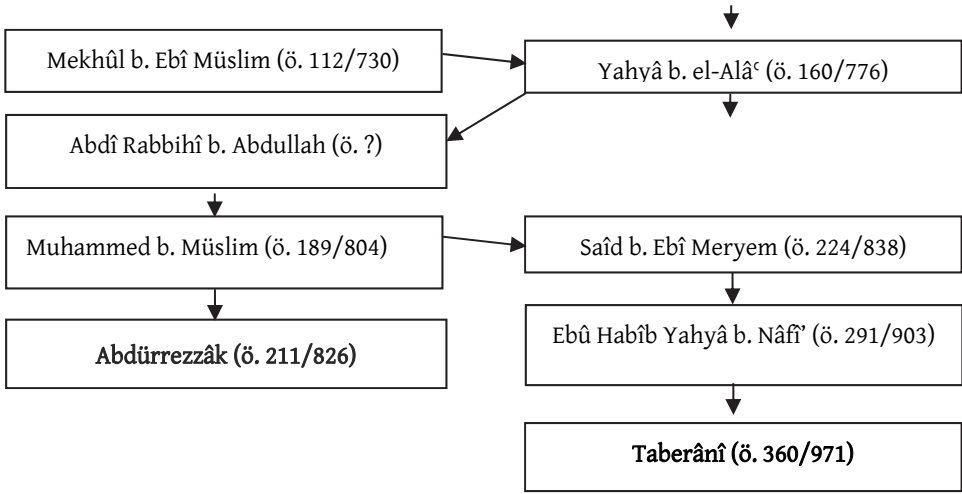 Mekhûl b. Ebî Müslim (ö. 112/730)
Yahyâ b. el-Alâᶜ (ö. 160/776)
Abdî Rabbihî b. Abdullah (ö. ?)
Muhammed b. Müslim (ö. 189/804)
Saîd b. Ebî Meryem (ö. 224/838)
Abdürrezzâk (ö. 211/826)
Ebû Habîb Yahyâ b. Nâfî’ (ö. 291/903)
Taberânî (ö. 360/971)